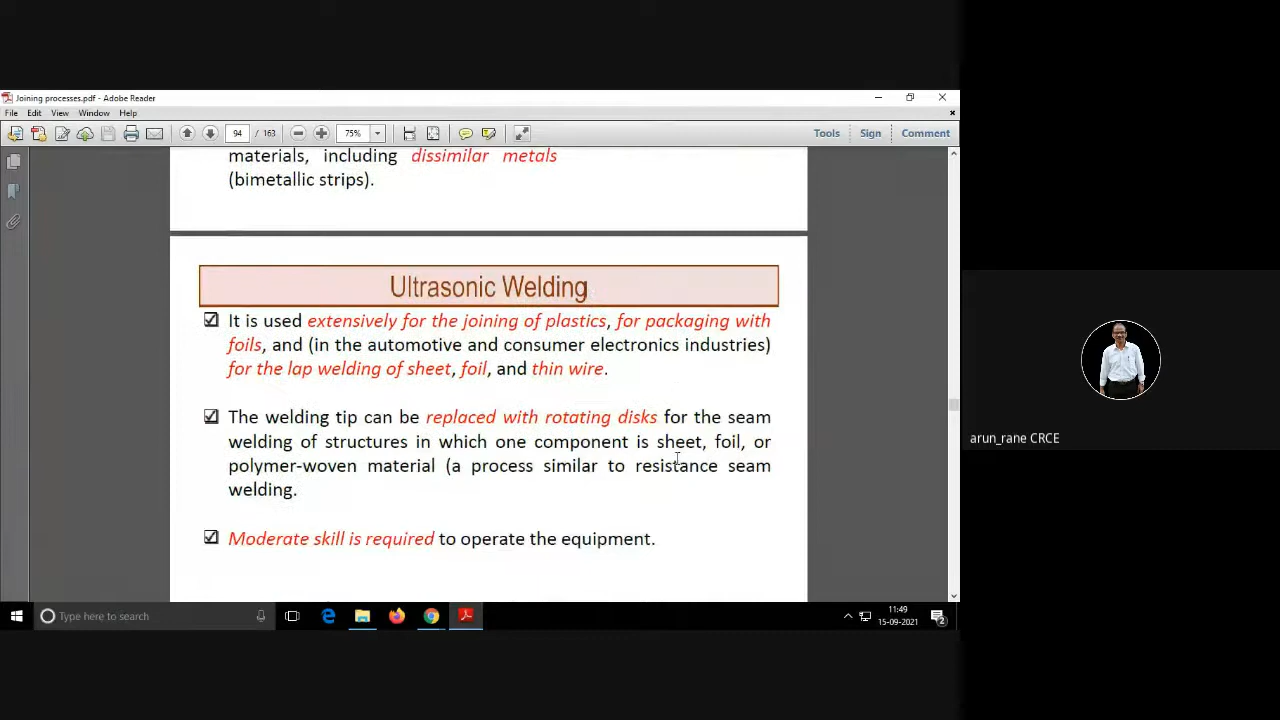 Joining processes.pdf - Adobe Reader
File Edit View Window Help
94 / 163 75% Tools Sign Comment
materials, including dissimilar metals
(bimetallic strips).
Ultrasonic Welding
It is used extensively for the joining of plastics, for packaging with
foils, and (in the automotive and consumer electronics industries)
for the lap welding of sheet, foil, and thin wire.
The welding tip can be replaced with rotating disks for the seam
welding of structures in which one component is sheet, foil, or
polymer-woven material (a process similar to resistance seam
welding.
Moderate skill is required to operate the equipment.
arun_rane CRCE
Type here to search
11:49
15-09-2021
2